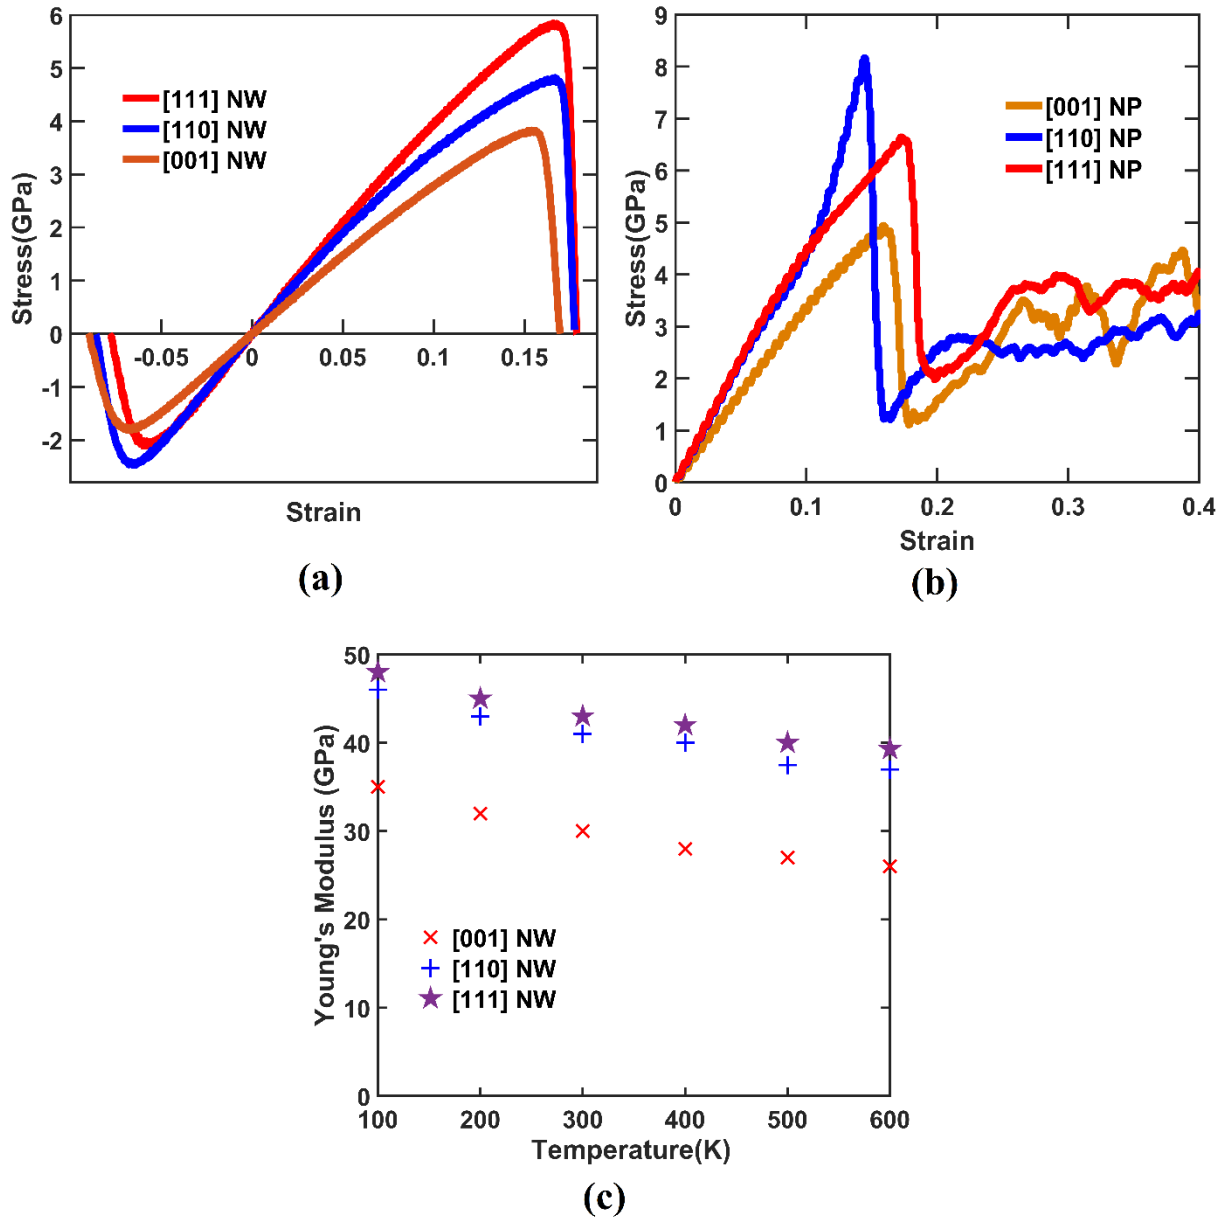 6
5
4
3
2
1
0
-1
-2
Stress(GPa)
[111] NW
[110] NW
[001] NW
-0.05
0
0.05
0.1
0.15
Strain
(a)
9
8
7
6
5
4
3
2
1
0
Stress(GPa)
[001] NP
[110] NP
[111] NP
0
0.1
0.2
0.3
0.4
Strain
(b)
50
40
30
20
10
0
Young's Modulus (GPa)
[001] NW
[110] NW
[111] NW
100
200
300
400
500
600
Temperature(K)
(c)